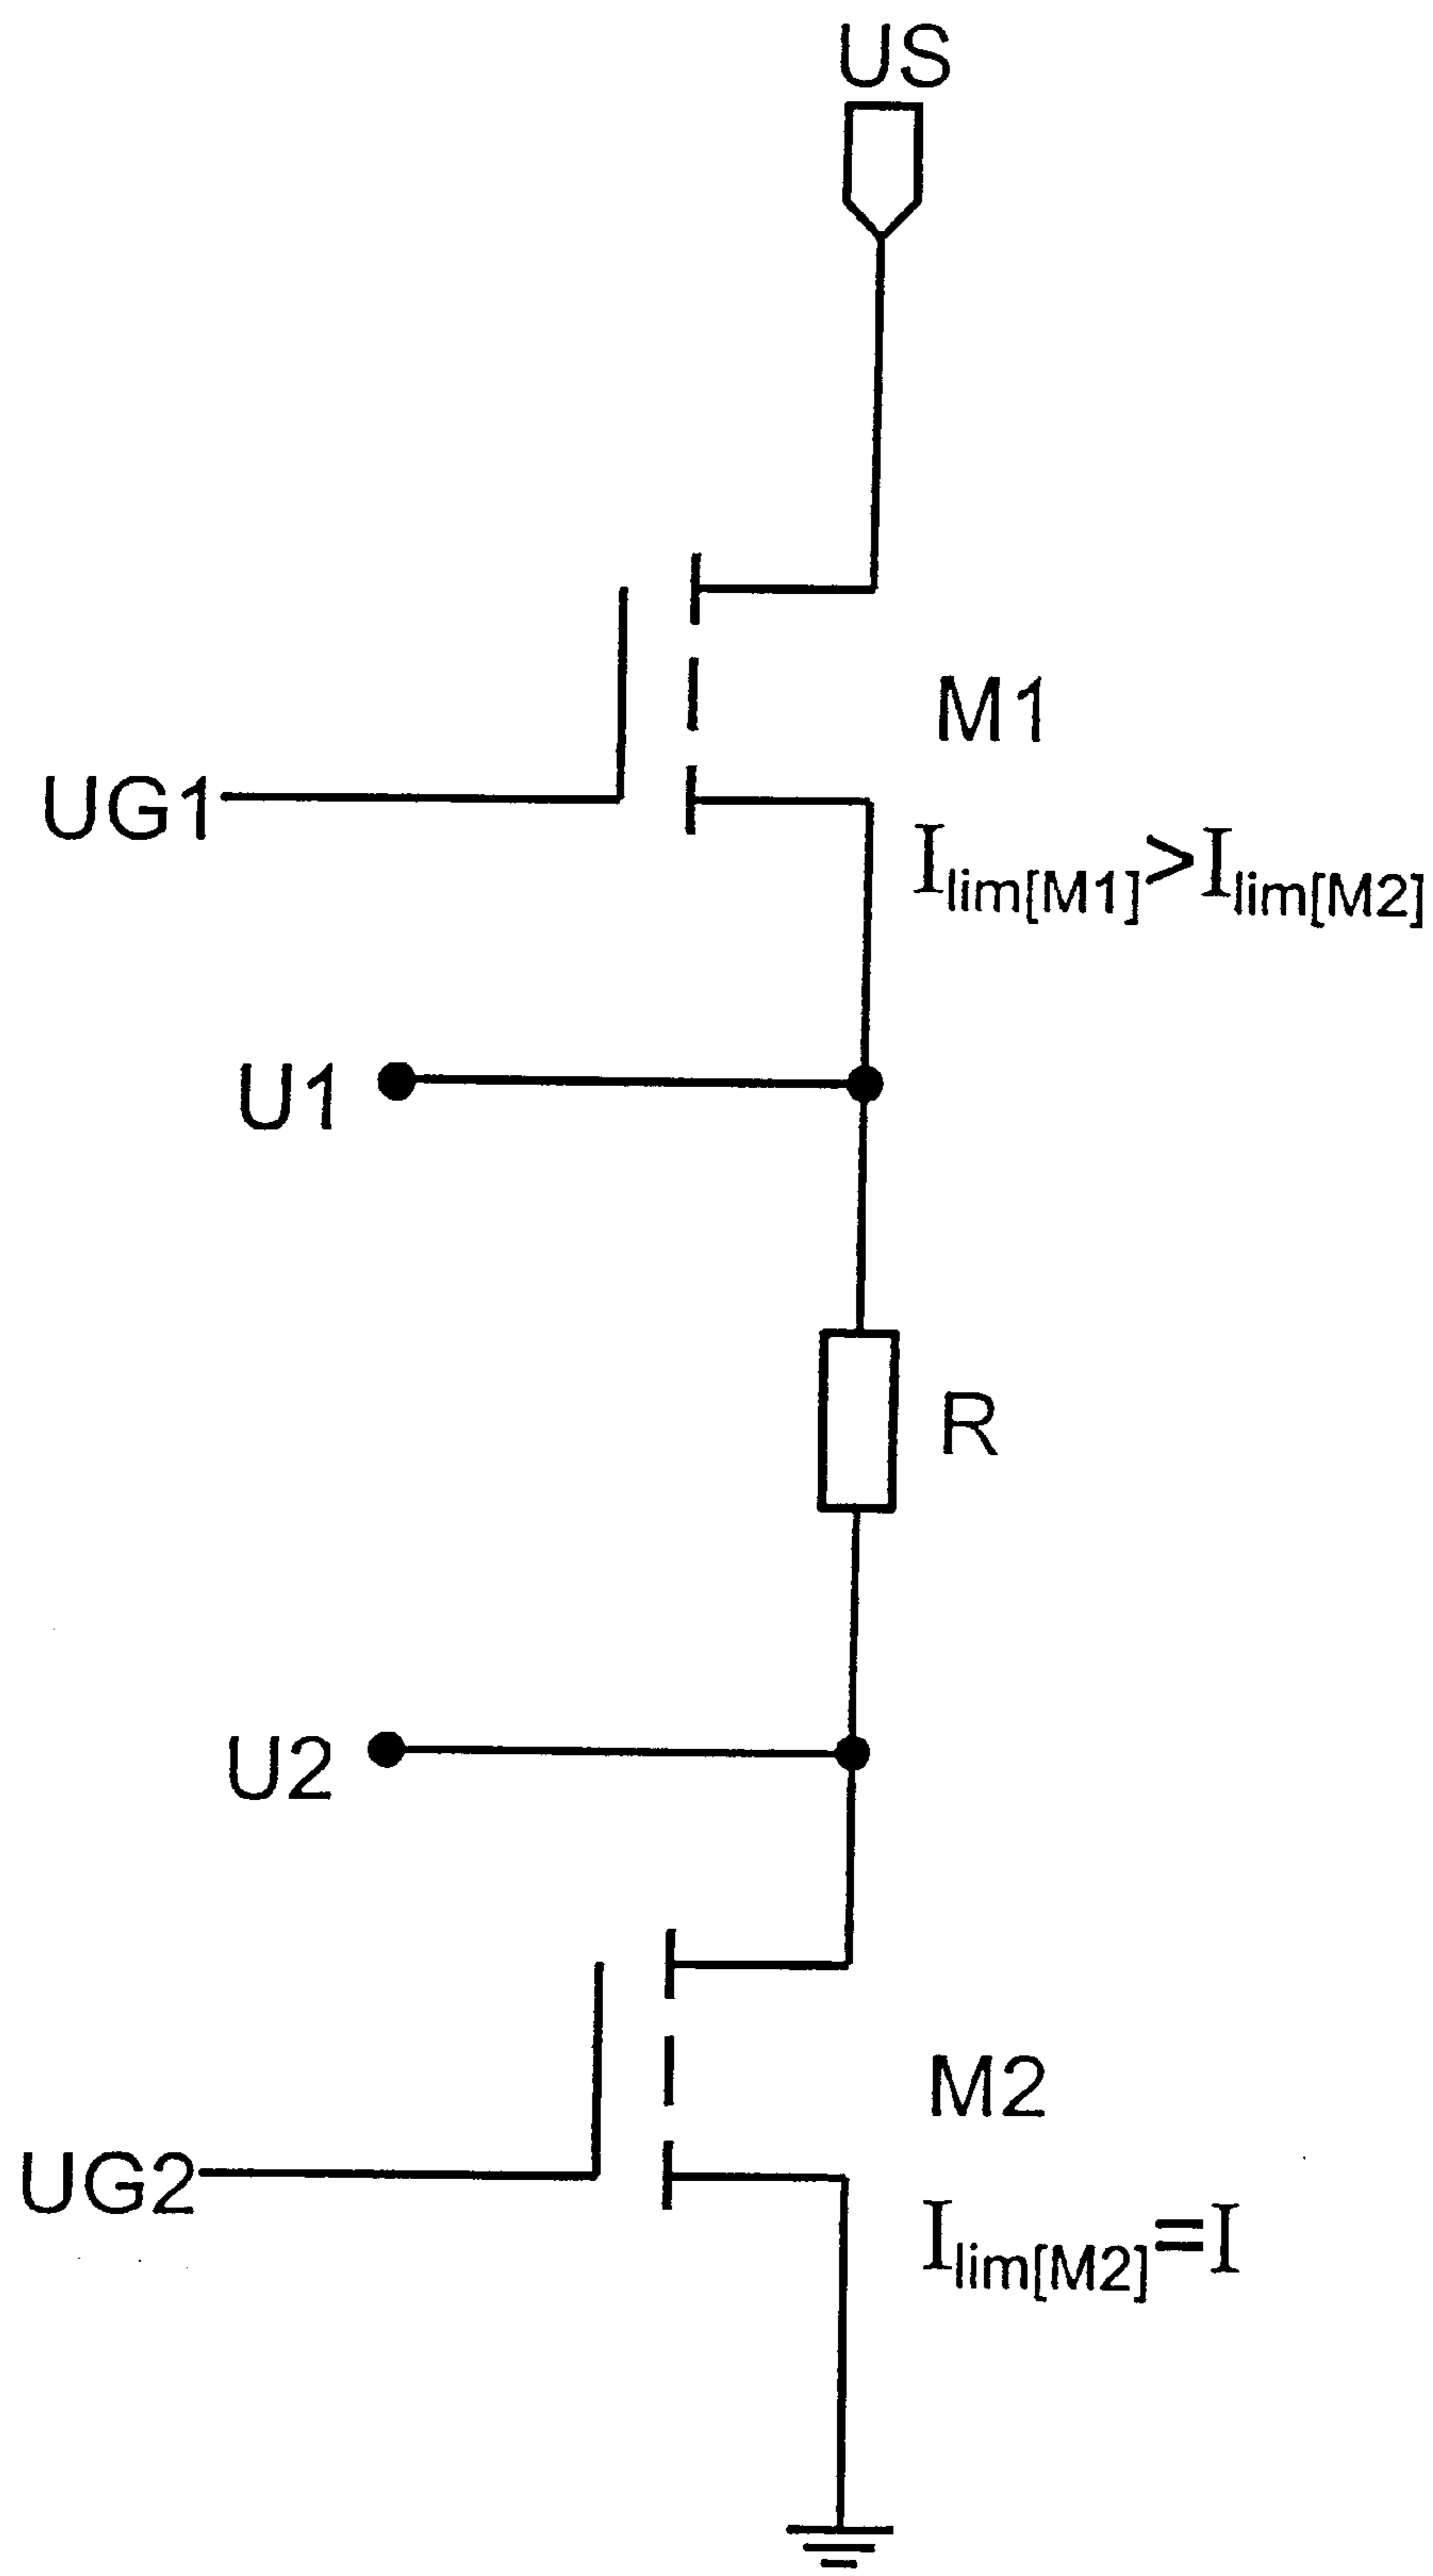 US
M1
UG1
I_lim[M1]>I_lim[M2]
U1
R
U2
M2
UG2
I_lim[M2]=I